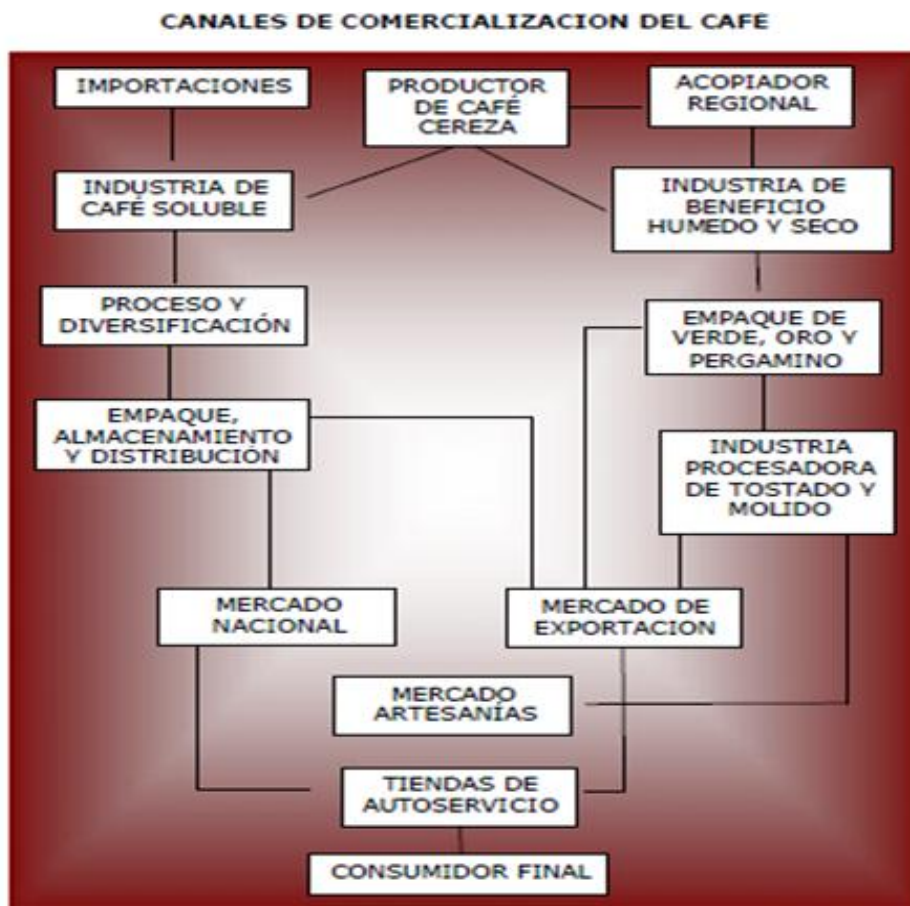 CANALES DE COMERCIALIZACION DEL CAFE
IMPORTACIONES
PRODUCTOR
DE CAFÉ
CEREZA
ACOPIADOR
REGIONAL
INDUSTRIA DE
CAFÉ SOLUBLE
INDUSTRIA DE
BENEFICIO
HUMEDO Y SECO
PROCESO Y
DIVERSIFICACIÓN
EMPAQUE DE
VERDE, ORO Y
PERGAMINO
EMPAQUE,
ALMACENAMIENTO
Y DISTRIBUCIÓN
INDUSTRIA
PROCESADORA
DE TOSTADO Y
MOLIDO
MERCADO
NACIONAL
MERCADO DE
EXPORTACION
MERCADO
ARTESANÍAS
TIENDAS DE
AUTOSERVICIO
CONSUMIDOR FINAL